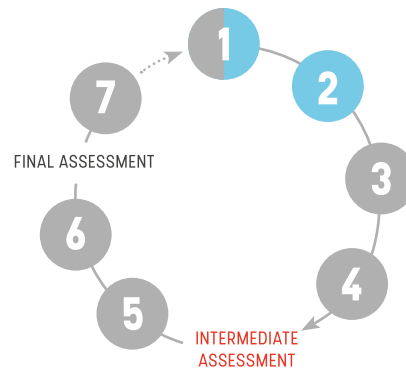 1
2
3
4
INTERMEDIATE
ASSESSMENT
5
6
FINAL ASSESSMENT
7